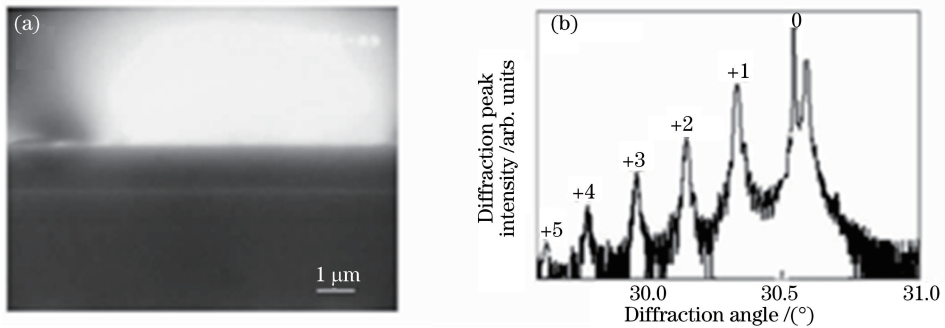 (a)
1 μm
(b)
0
+1
+2
+3
+4
+5
Diffraction peak
intensity /arb. units
30.0
30.5
31.0
Diffraction angle /(°)